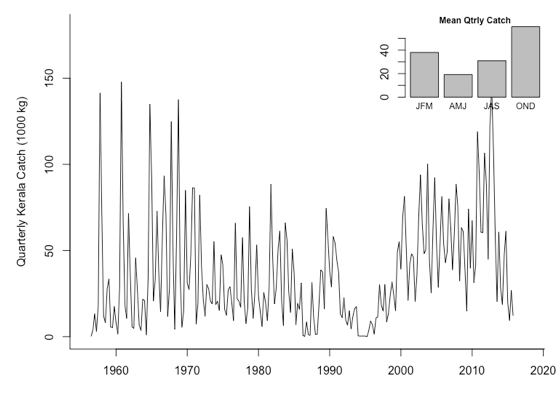 Mean Qtrly Catch
0 20 40
JFM AMJ JAS OND
Quarterly Kerala Catch (1000 kg)
0 50 100 150
1960 1970 1980 1990 2000 2010 2020